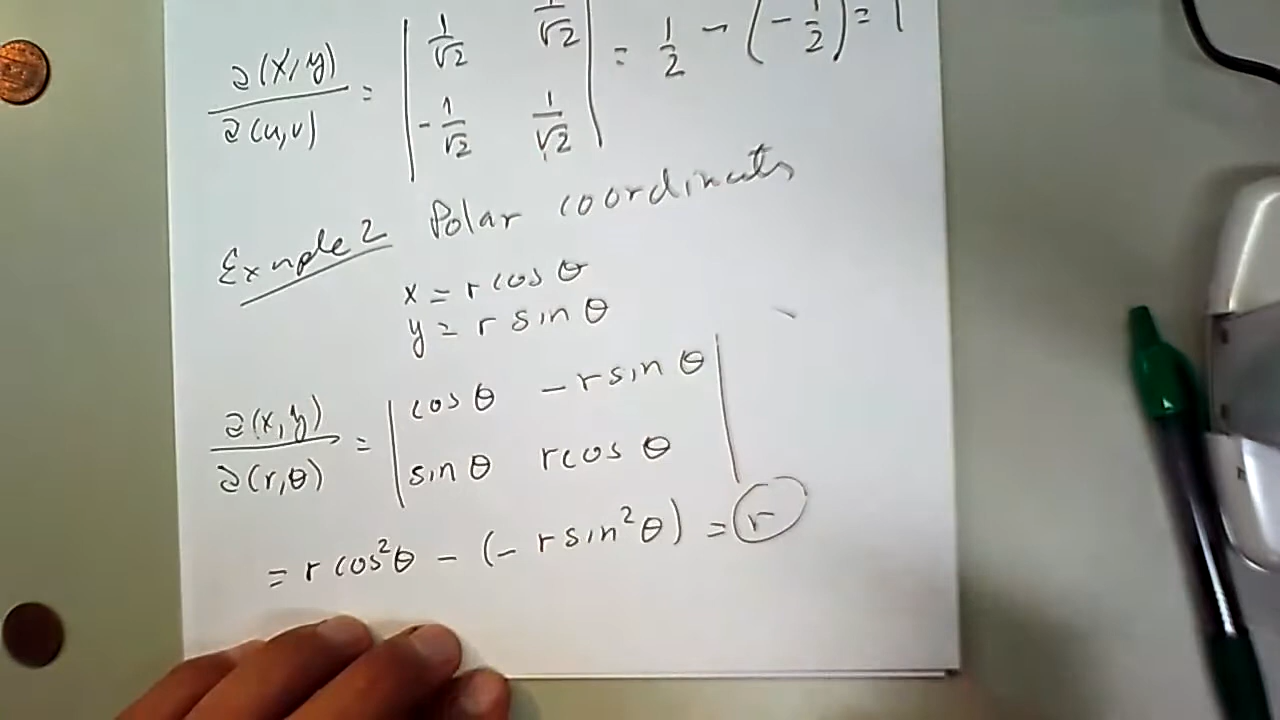 ∂(x,y)/∂(u,v) = | 1/√2 1/√2 ; -1/√2 1/√2 | = 1/2 - (-1/2) = 1
Exmple 2 Polar coordinats
x = r cos θ
y = r sin θ
∂(x,y)/∂(r,θ) = | cos θ -r sin θ ; sin θ r cos θ |
= r cos²θ - (- r sin²θ) = r